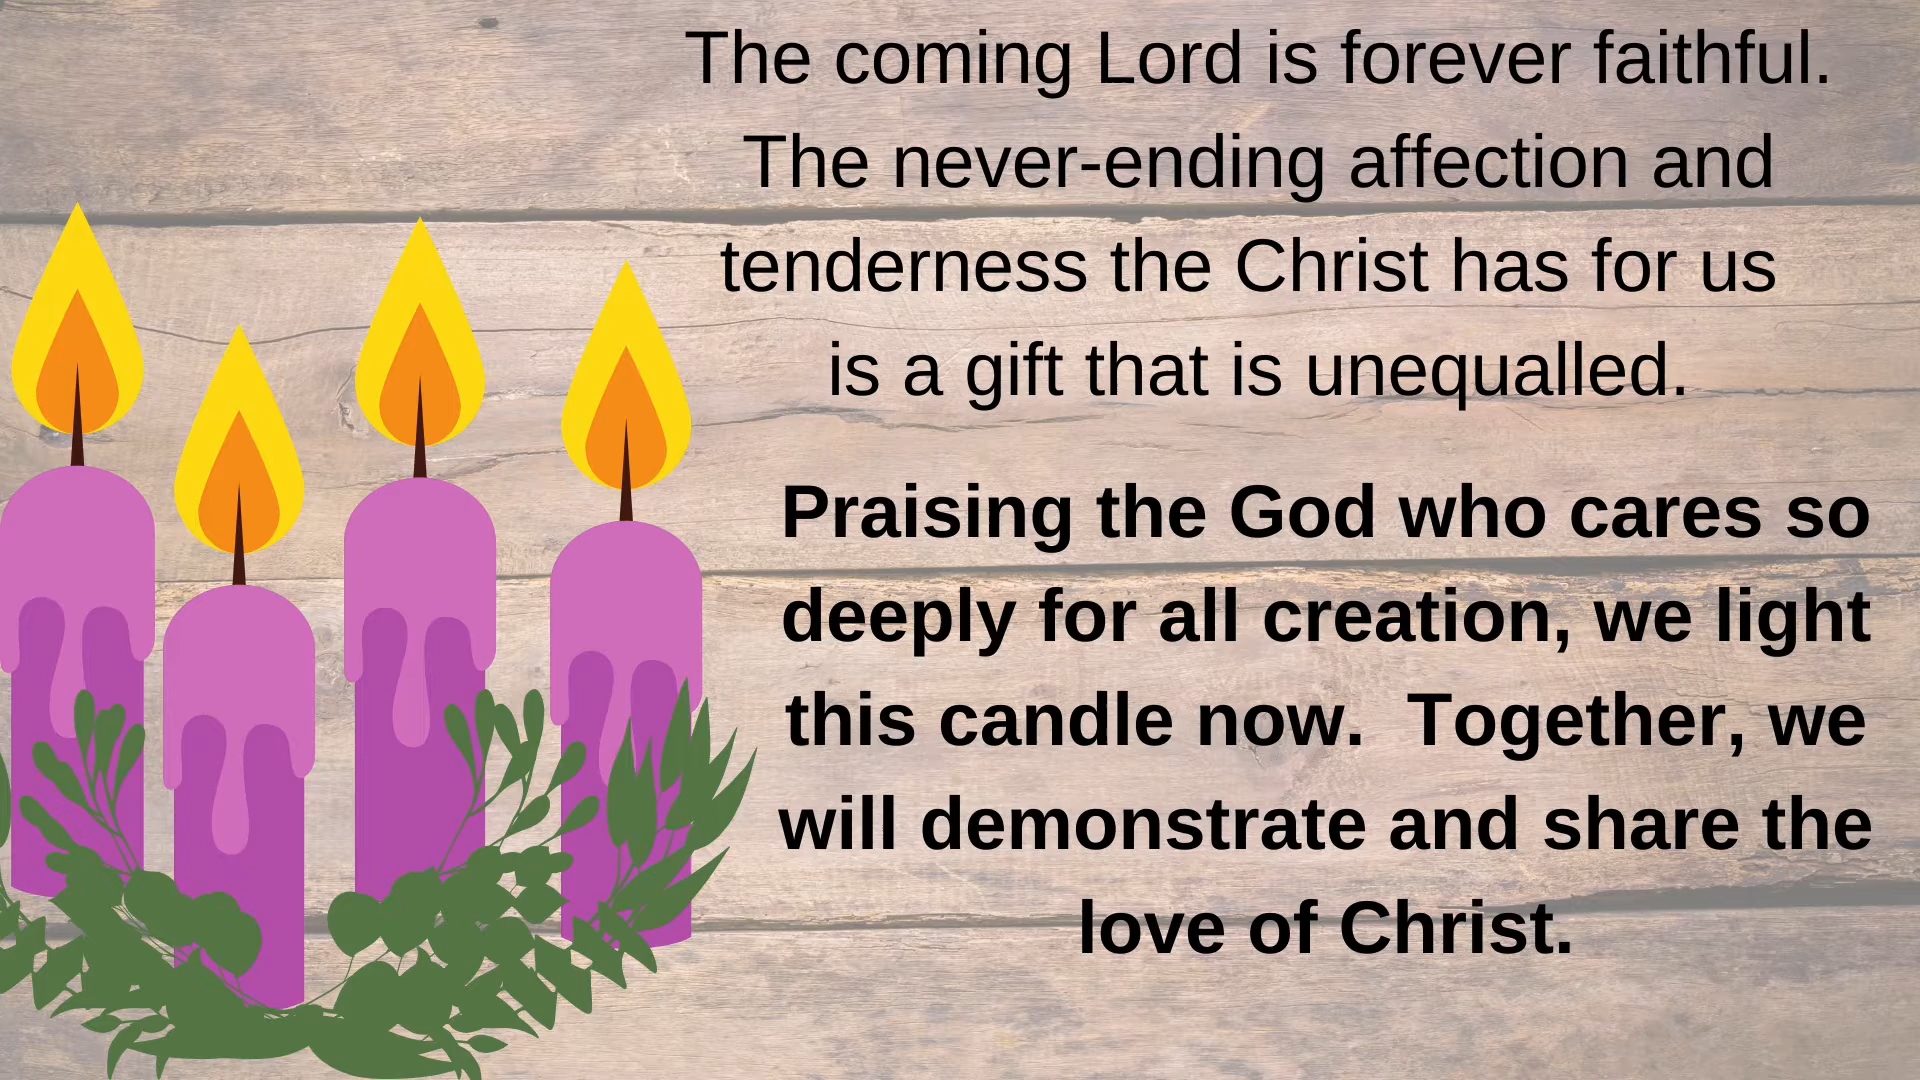 The coming Lord is forever faithful.
The never-ending affection and
tenderness the Christ has for us
is a gift that is unequalled.
Praising the God who cares so
deeply for all creation, we light
this candle now.  Together, we
will demonstrate and share the
love of Christ.